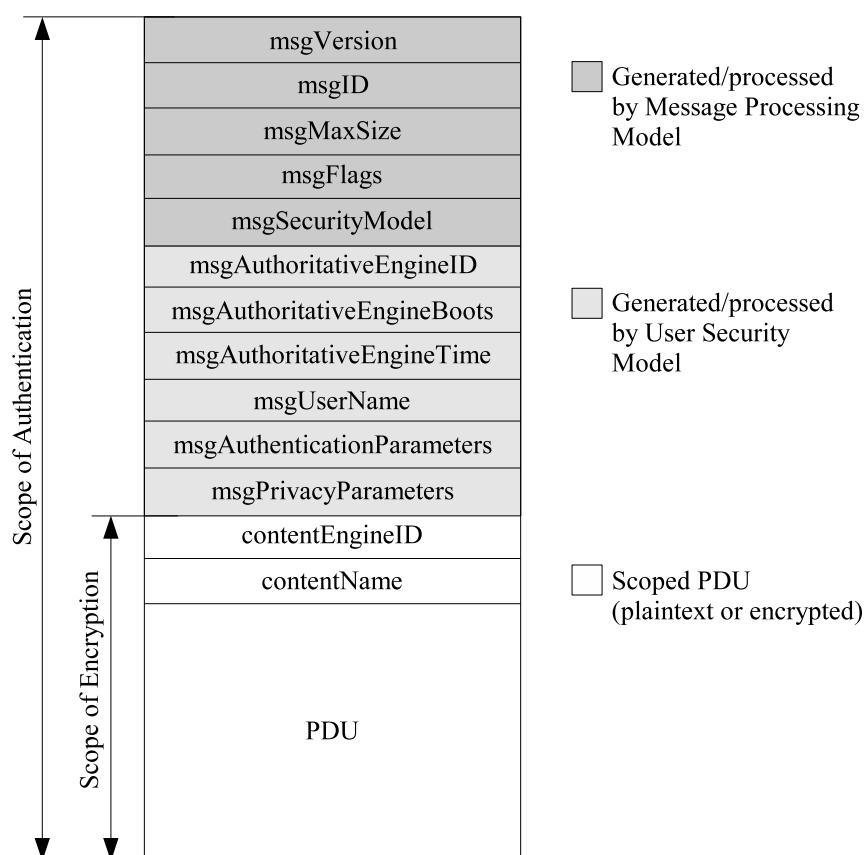 msgVersion
msgID
msgMaxSize
msgFlags
msgSecurityModel
msgAuthoritativeEngineID
msgAuthoritativeEngineBoots
msgAuthoritativeEngineTime
msgUserName
msgAuthenticationParameters
msgPrivacyParameters
contentEngineID
contentName
PDU
Scope of Authentication
Scope of Encryption
Generated/processed
by Message Processing
Model
Generated/processed
by User Security
Model
Scoped PDU
(plaintext or encrypted)